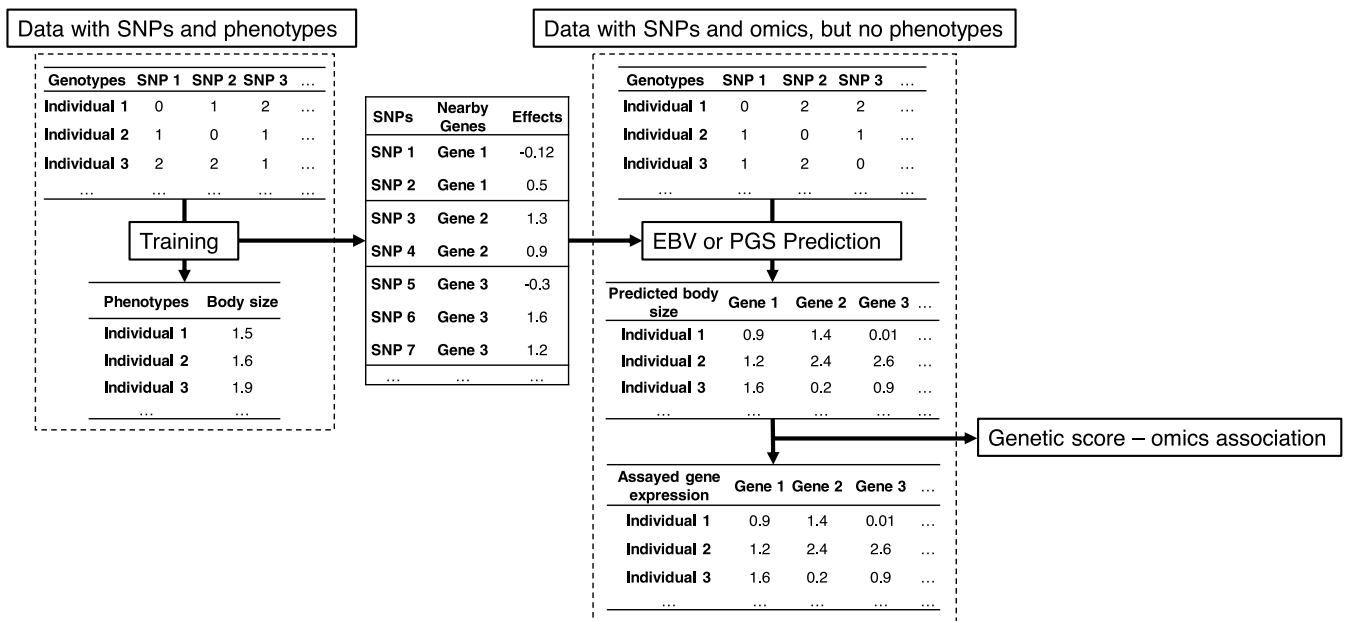 Data with SNPs and phenotypes
Genotypes SNP 1 SNP 2 SNP 3 …
Individual 1 0 1 2 …
Individual 2 1 0 1 …
Individual 3 2 2 1 …
… … … … …
Training
Phenotypes Body size
Individual 1 1.5
Individual 2 1.6
Individual 3 1.9
… …
SNPs Nearby Genes Effects
SNP 1 Gene 1 -0.12
SNP 2 Gene 1 0.5
SNP 3 Gene 2 1.3
SNP 4 Gene 2 0.9
SNP 5 Gene 3 -0.3
SNP 6 Gene 3 1.6
SNP 7 Gene 3 1.2
… … …
Data with SNPs and omics, but no phenotypes
Genotypes SNP 1 SNP 2 SNP 3 …
Individual 1 0 2 2 …
Individual 2 1 0 1 …
Individual 3 1 2 0 …
… … … … …
EBV or PGS Prediction
Predicted body size Gene 1 Gene 2 Gene 3 …
Individual 1 0.9 1.4 0.01 …
Individual 2 1.2 2.4 2.6 …
Individual 3 1.6 0.2 0.9 …
… … … … …
Genetic score – omics association
Assayed gene expression Gene 1 Gene 2 Gene 3 …
Individual 1 0.9 1.4 0.01 …
Individual 2 1.2 2.4 2.6 …
Individual 3 1.6 0.2 0.9 …
… … … … …